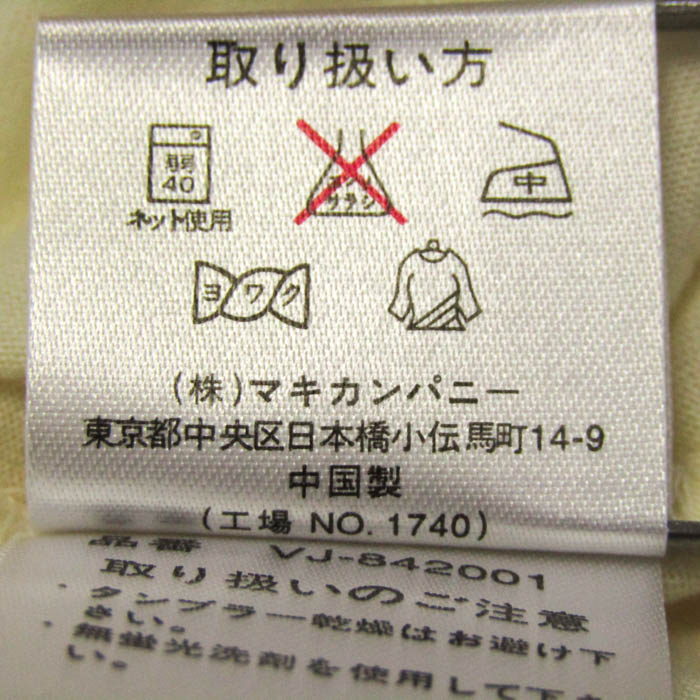 取り扱い方
弱
40
ネット使用
エンソ
サラシ
中
ヨワク
(株)マキカンパニー
東京都中央区日本橋小伝馬町14-9
中国製
(工場 NO. 1740)
品番 VJ-842001
取り扱いのご注意
・タンブラー乾燥はお避け下
さい。
・無蛍光洗剤を使用して下さ
い。